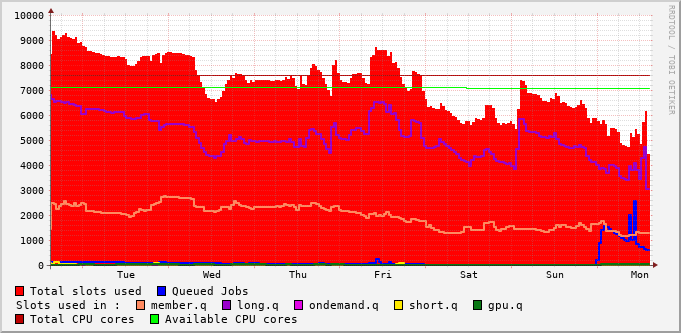 10000
9000
8000
7000
6000
5000
4000
3000
2000
1000
0
Tue Wed Thu Fri Sat Sun Mon
Total slots used Queued Jobs
Slots used in : member.q long.q ondemand.q short.q gpu.q
Total CPU cores Available CPU cores
RRDTOOL / TOBI OETIKER